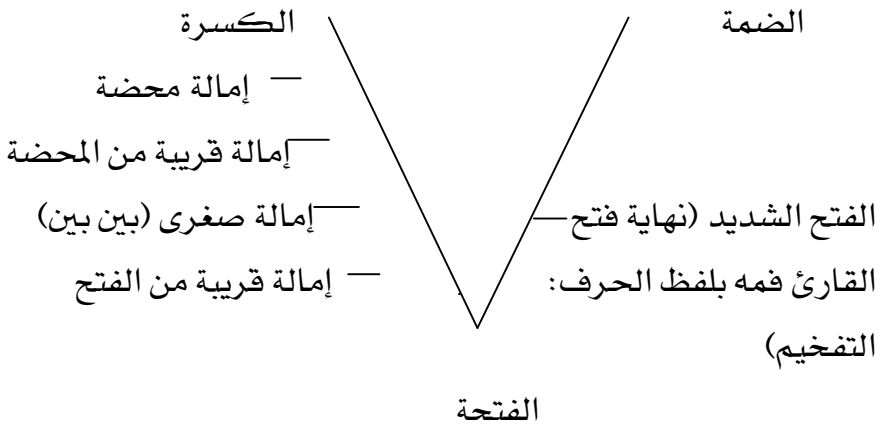 الضمة
الكسرة
إمالة محضة
إمالة قريبة من المحضة
الفتح الشديد (نهاية فتح
إمالة صغرى (بين بين)
القارئ فمه بلفظ الحرف:
إمالة قريبة من الفتح
التفخيم)
الفتحة